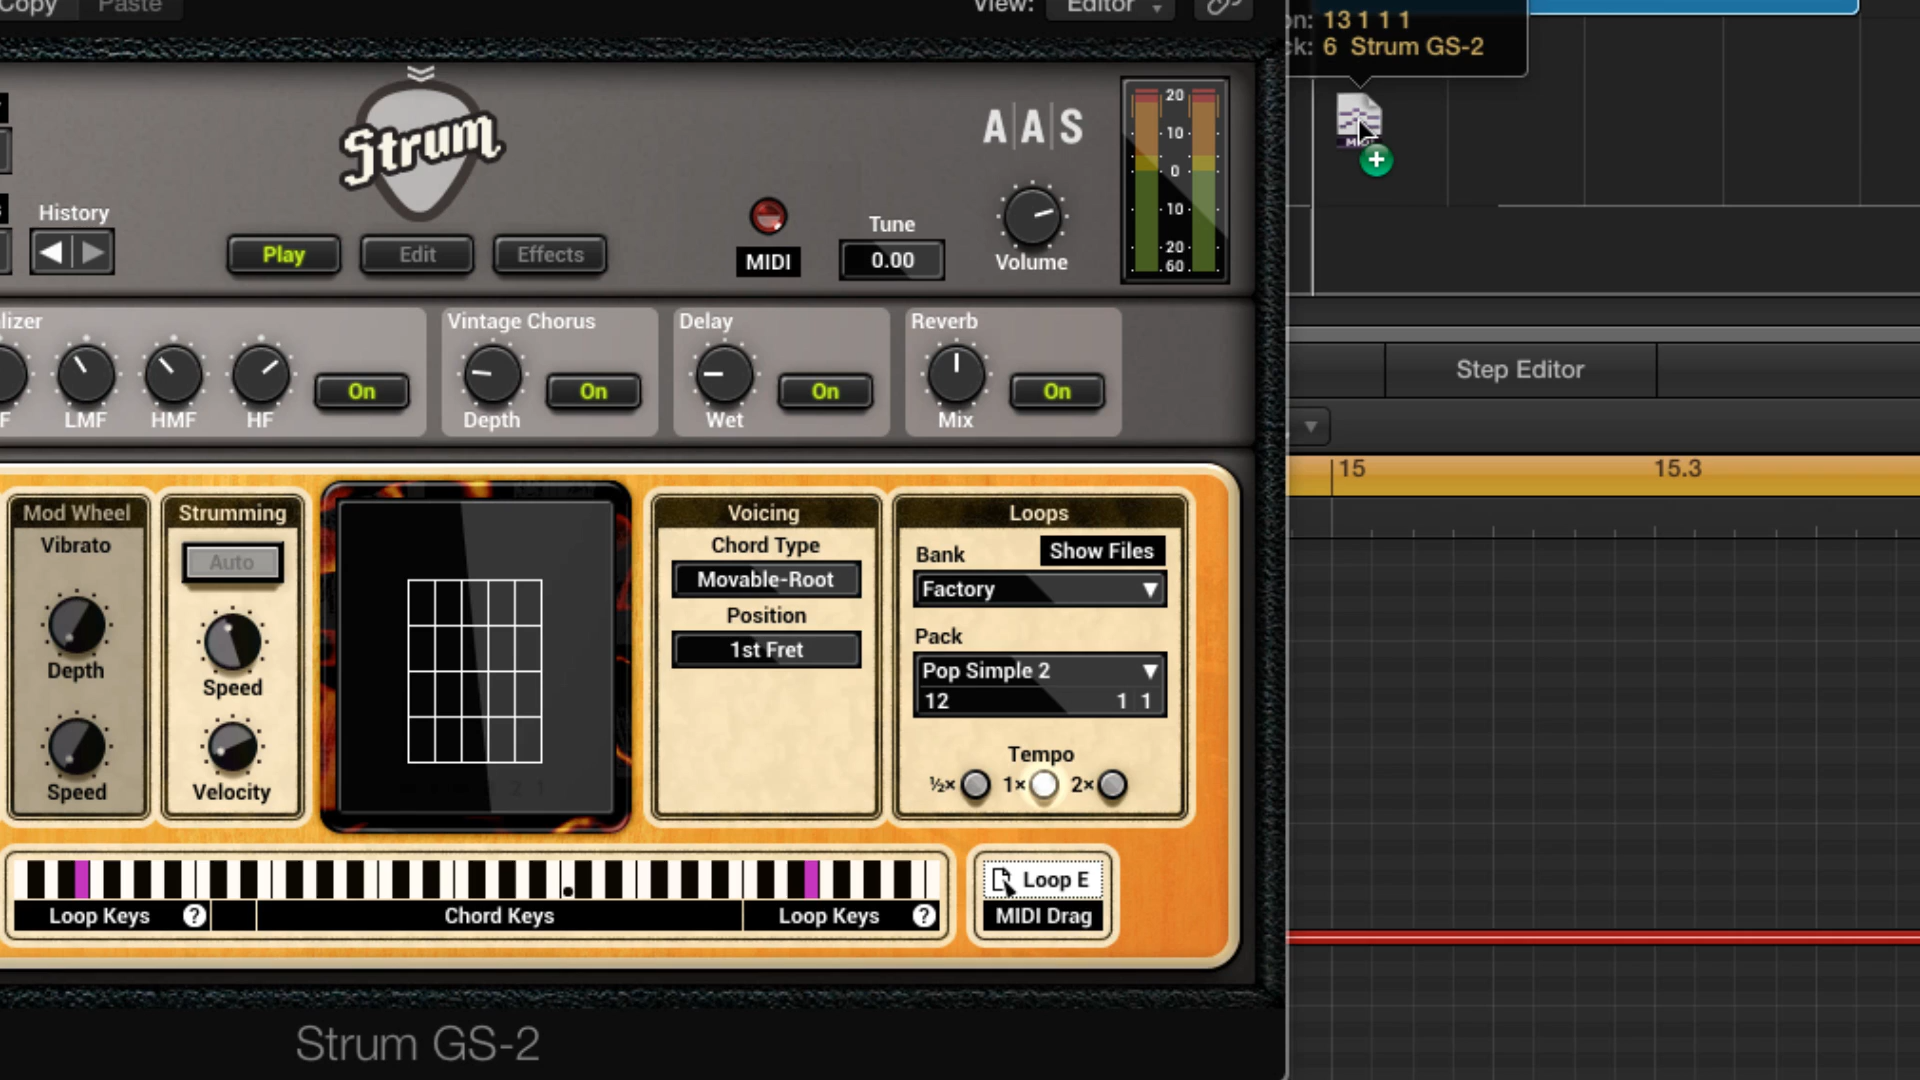 Copy
Paste
View:
Editor
on: 13 1 1 1
ck: 6 Strum GS-2
Strum
A|A|S
20
10
0
10
20
60
MIDI
History
Play
Edit
Effects
MIDI
Tune
0.00
Volume
lizer
Vintage Chorus
Delay
Reverb
F
LMF
HMF
HF
On
Depth
On
Wet
On
Mix
On
Step Editor
15
15.3
Mod Wheel
Vibrato
Depth
Speed
Strumming
Auto
Speed
Velocity
Voicing
Chord Type
Movable-Root
Position
1st Fret
Loops
Bank
Show Files
Factory
Pack
Pop Simple 2
12 1 1
Tempo
½× 1× 2×
Loop Keys
?
Chord Keys
Loop Keys
?
Loop E
MIDI Drag
Strum GS-2